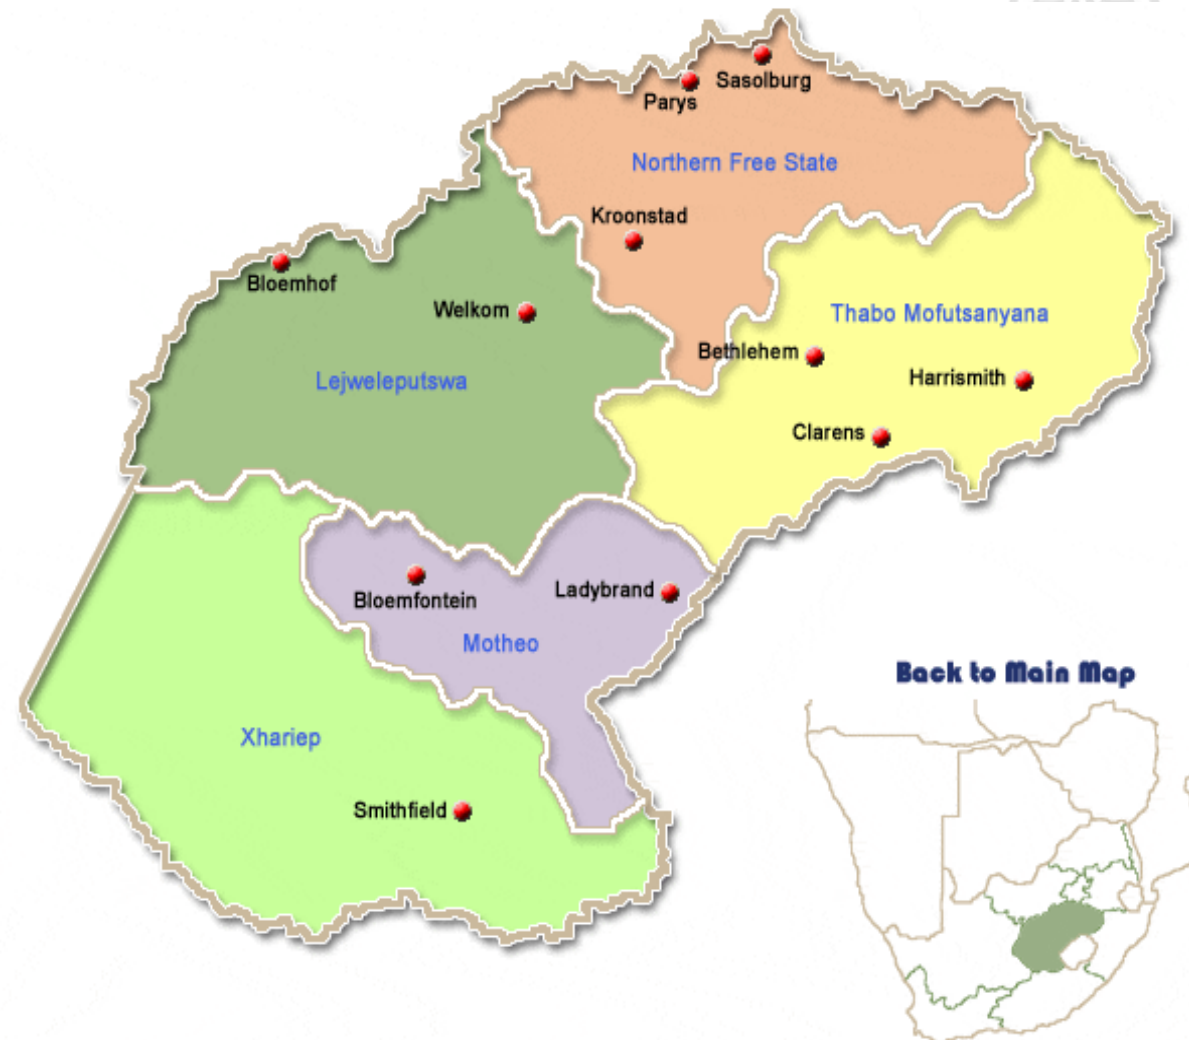 Sasolburg
Parys
Northern Free State
Kroonstad
Bloemhof
Welkom
Thabo Mofutsanyana
Bethlehem
Harrismith
Lejweleputswa
Clarens
Bloemfontein
Ladybrand
Motheo
Back to Main Map
Xhariep
Smithfield